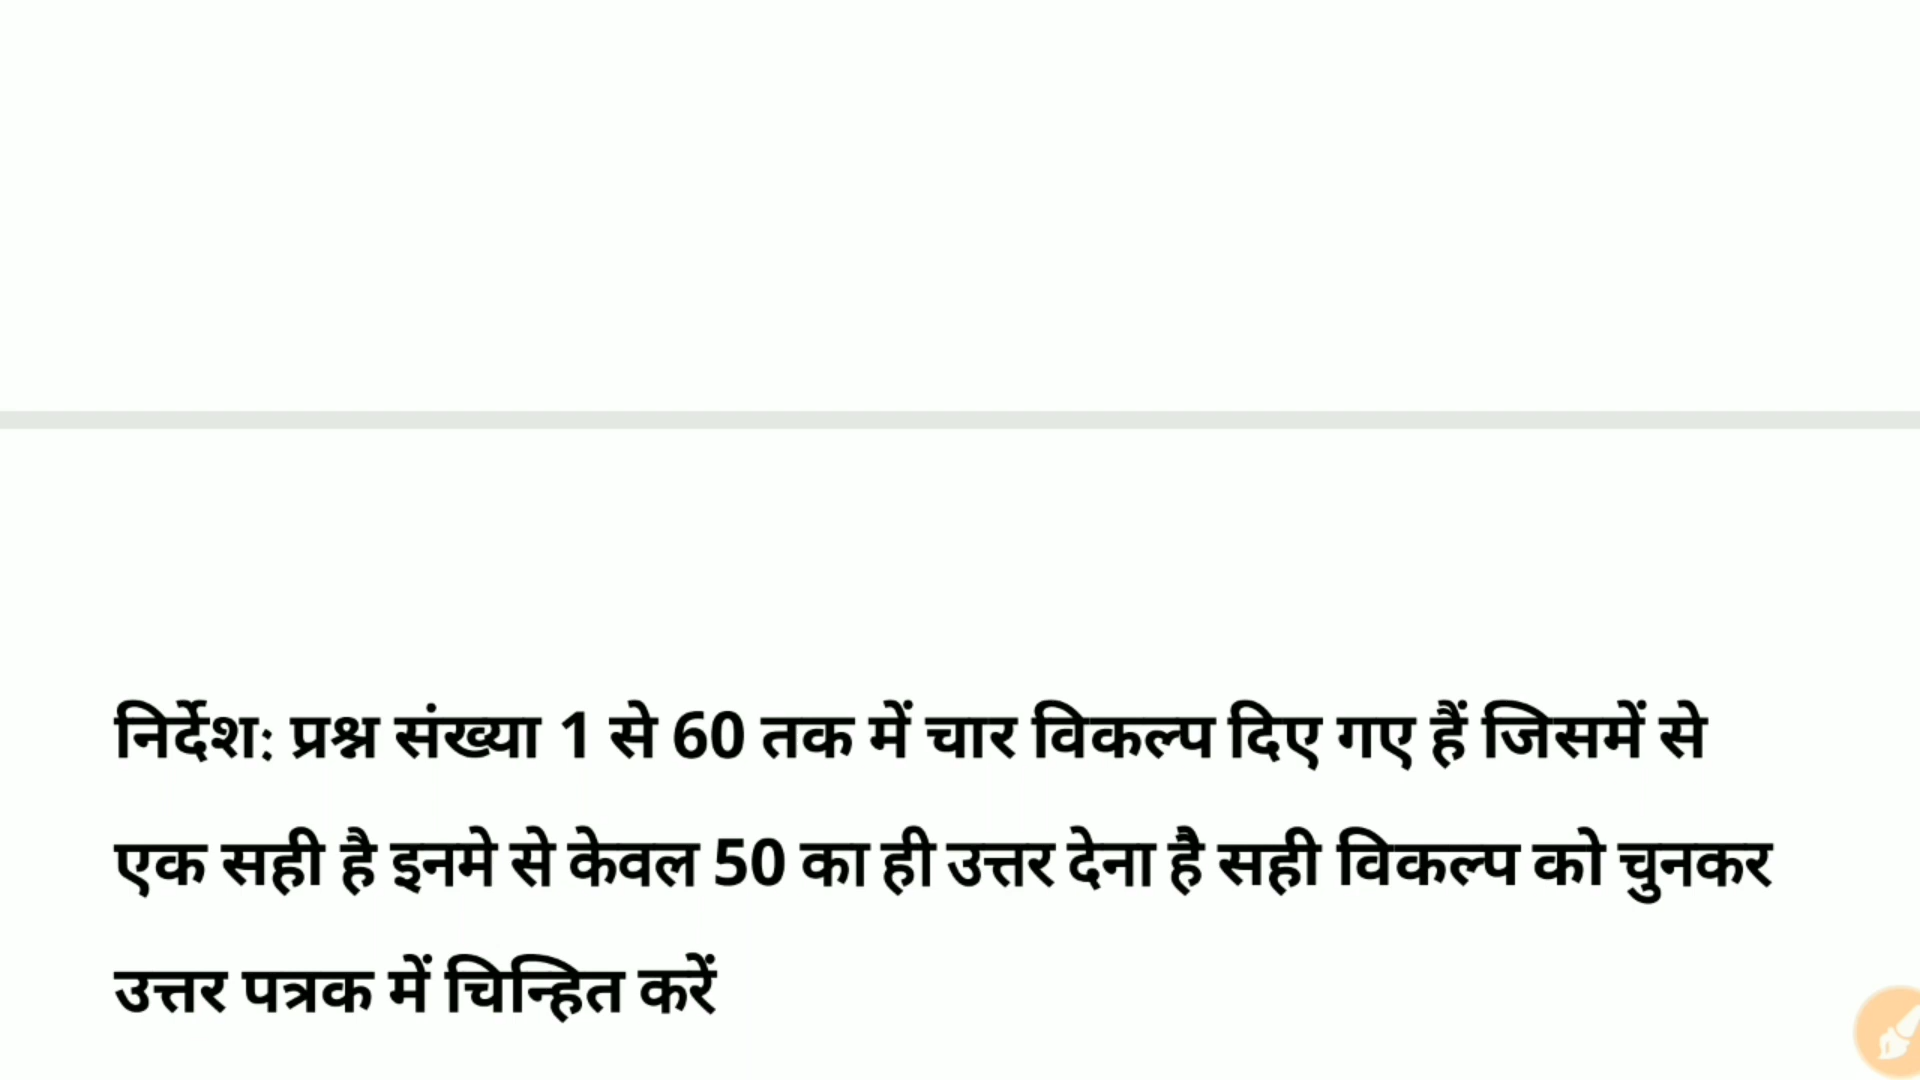 निर्देश: प्रश्न संख्या 1 से 60 तक में चार विकल्प दिए गए हैं जिसमें से
एक सही है इनमे से केवल 50 का ही उत्तर देना है सही विकल्प को चुनकर
उत्तर पत्रक में चिन्हित करें